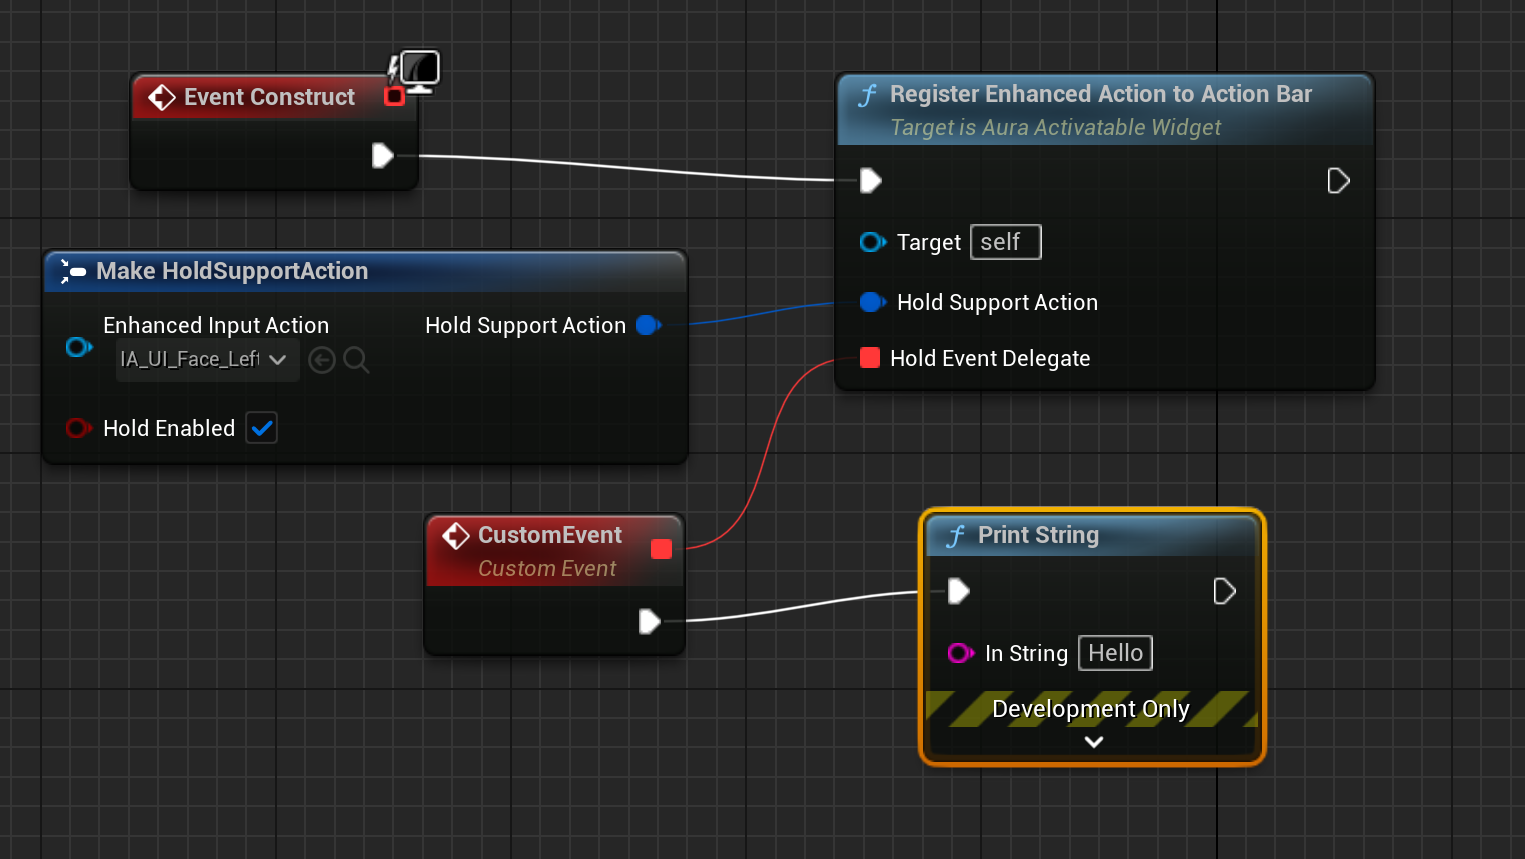 Event Construct
Register Enhanced Action to Action Bar
Target is Aura Activatable Widget
Target self
Hold Support Action
Hold Event Delegate
Make HoldSupportAction
Enhanced Input Action
IA_UI_Face_Left
Hold Support Action
Hold Enabled
CustomEvent
Custom Event
Print String
In String Hello
Development Only